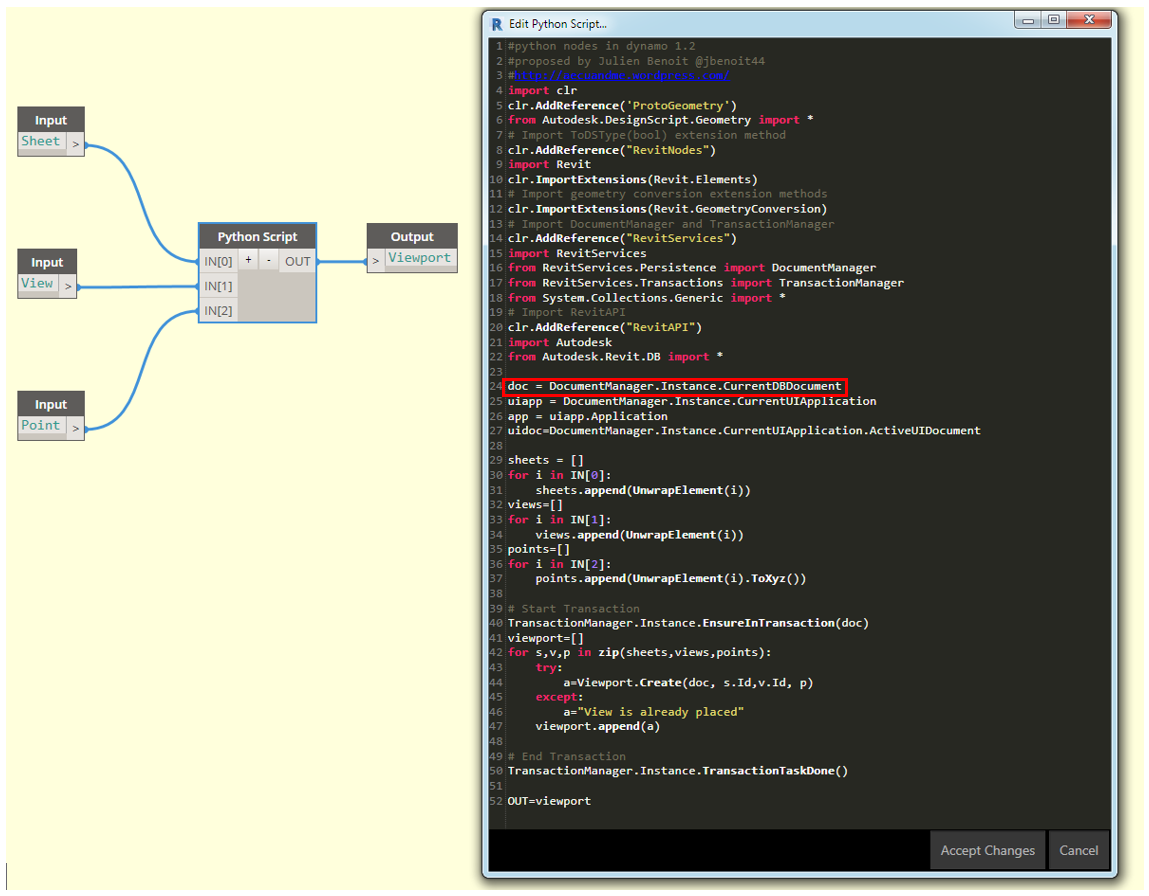 Input
Sheet >
Input
View >
Input
Point >
Python Script
IN[0] + - OUT
IN[1]
IN[2]
Output
> Viewport
R Edit Python Script...
1 #python nodes in dynamo 1.2
2 #proposed by Julien Benoit @jbenoit44
3 #
4 import clr
5 clr.AddReference('ProtoGeometry')
6 from Autodesk.DesignScript.Geometry import *
7 # Import ToDSType(bool) extension method
8 clr.AddReference("RevitNodes")
9 import Revit
10 clr.ImportExtensions(Revit.Elements)
11 # Import geometry conversion extension methods
12 clr.ImportExtensions(Revit.GeometryConversion)
13 # Import DocumentManager and TransactionManager
14 clr.AddReference("RevitServices")
15 import RevitServices
16 from RevitServices.Persistence import DocumentManager
17 from RevitServices.Transactions import TransactionManager
18 from System.Collections.Generic import *
19 # Import RevitAPI
20 clr.AddReference("RevitAPI")
21 import Autodesk
22 from Autodesk.Revit.DB import *
23
24 doc = DocumentManager.Instance.CurrentDBDocument
25 uiapp = DocumentManager.Instance.CurrentUIApplication
26 app = uiapp.Application
27 uidoc=DocumentManager.Instance.CurrentUIApplication.ActiveUIDocument
28
29 sheets = []
30 for i in IN[0]:
31     sheets.append(UnwrapElement(i))
32 views=[]
33 for i in IN[1]:
34     views.append(UnwrapElement(i))
35 points=[]
36 for i in IN[2]:
37     points.append(UnwrapElement(i).ToXyz())
38
39 # Start Transaction
40 TransactionManager.Instance.EnsureInTransaction(doc)
41 viewport=[]
42 for s,v,p in zip(sheets,views,points):
43     try:
44         a=Viewport.Create(doc, s.Id,v.Id, p)
45     except:
46         a="View is already placed"
47     viewport.append(a)
48
49 # End Transaction
50 TransactionManager.Instance.TransactionTaskDone()
51
52 OUT=viewport
Accept Changes
Cancel